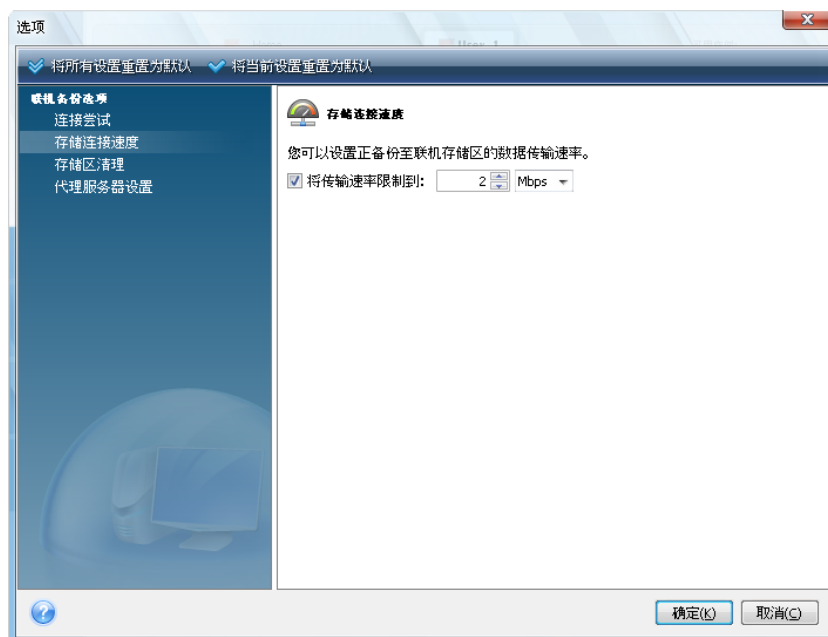 选项
将所有设置重置为默认 将当前设置重置为默认
联机备份选项
连接尝试
存储连接速度
存储区清理
代理服务器设置
存储连接速度
您可以设置正备份至联机存储区的数据传输速率。
将传输速率限制到: 2 Mbps
确定(K) 取消(C)